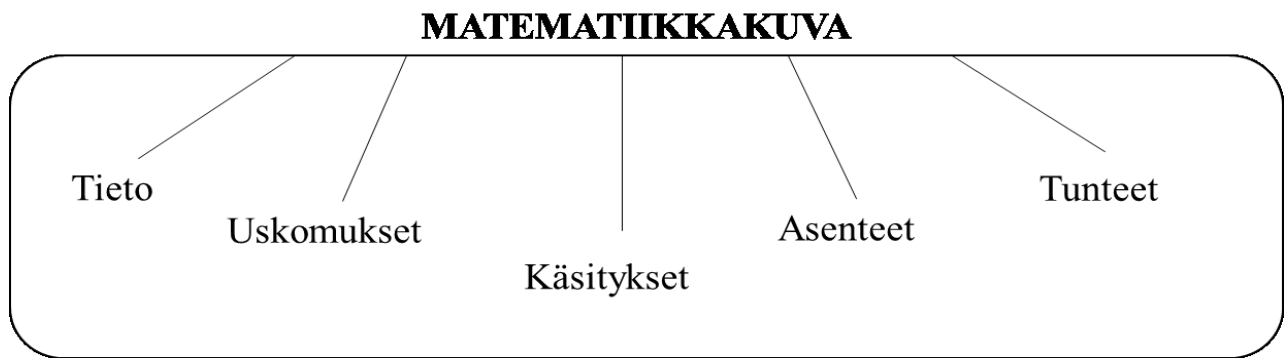 MATEMATIIKKAKUVA
Tieto
Uskomukset
Käsitykset
Asenteet
Tunteet